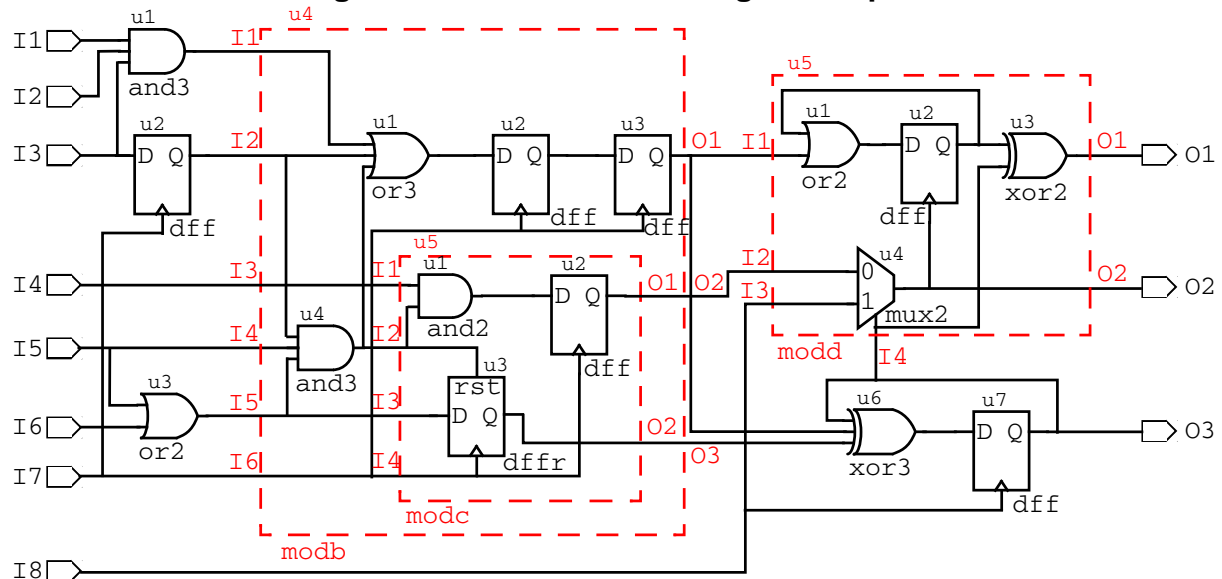 u1 u4
I1 I1
u5
I2 and3
u2 u1 u2 u3 u1 u2 u3
I3 D Q I2 D Q D Q O1 I1 D Q O1 O1
or3 or2 xor2
dff dff dff dff
u5
I4 I3 I1 u1 u2 O1 O2 I2 I3 0 1 u4 O2 O2
D Q
and2 mux2
I5 I4 u4 I2 modd I4
and3 dff
u3 u3
rst
I6 I5 I3 D Q O2 u6 u7 D Q O3
or2 dffr O3 xor3
I7 I6 I4 dff
modc
modb
I8